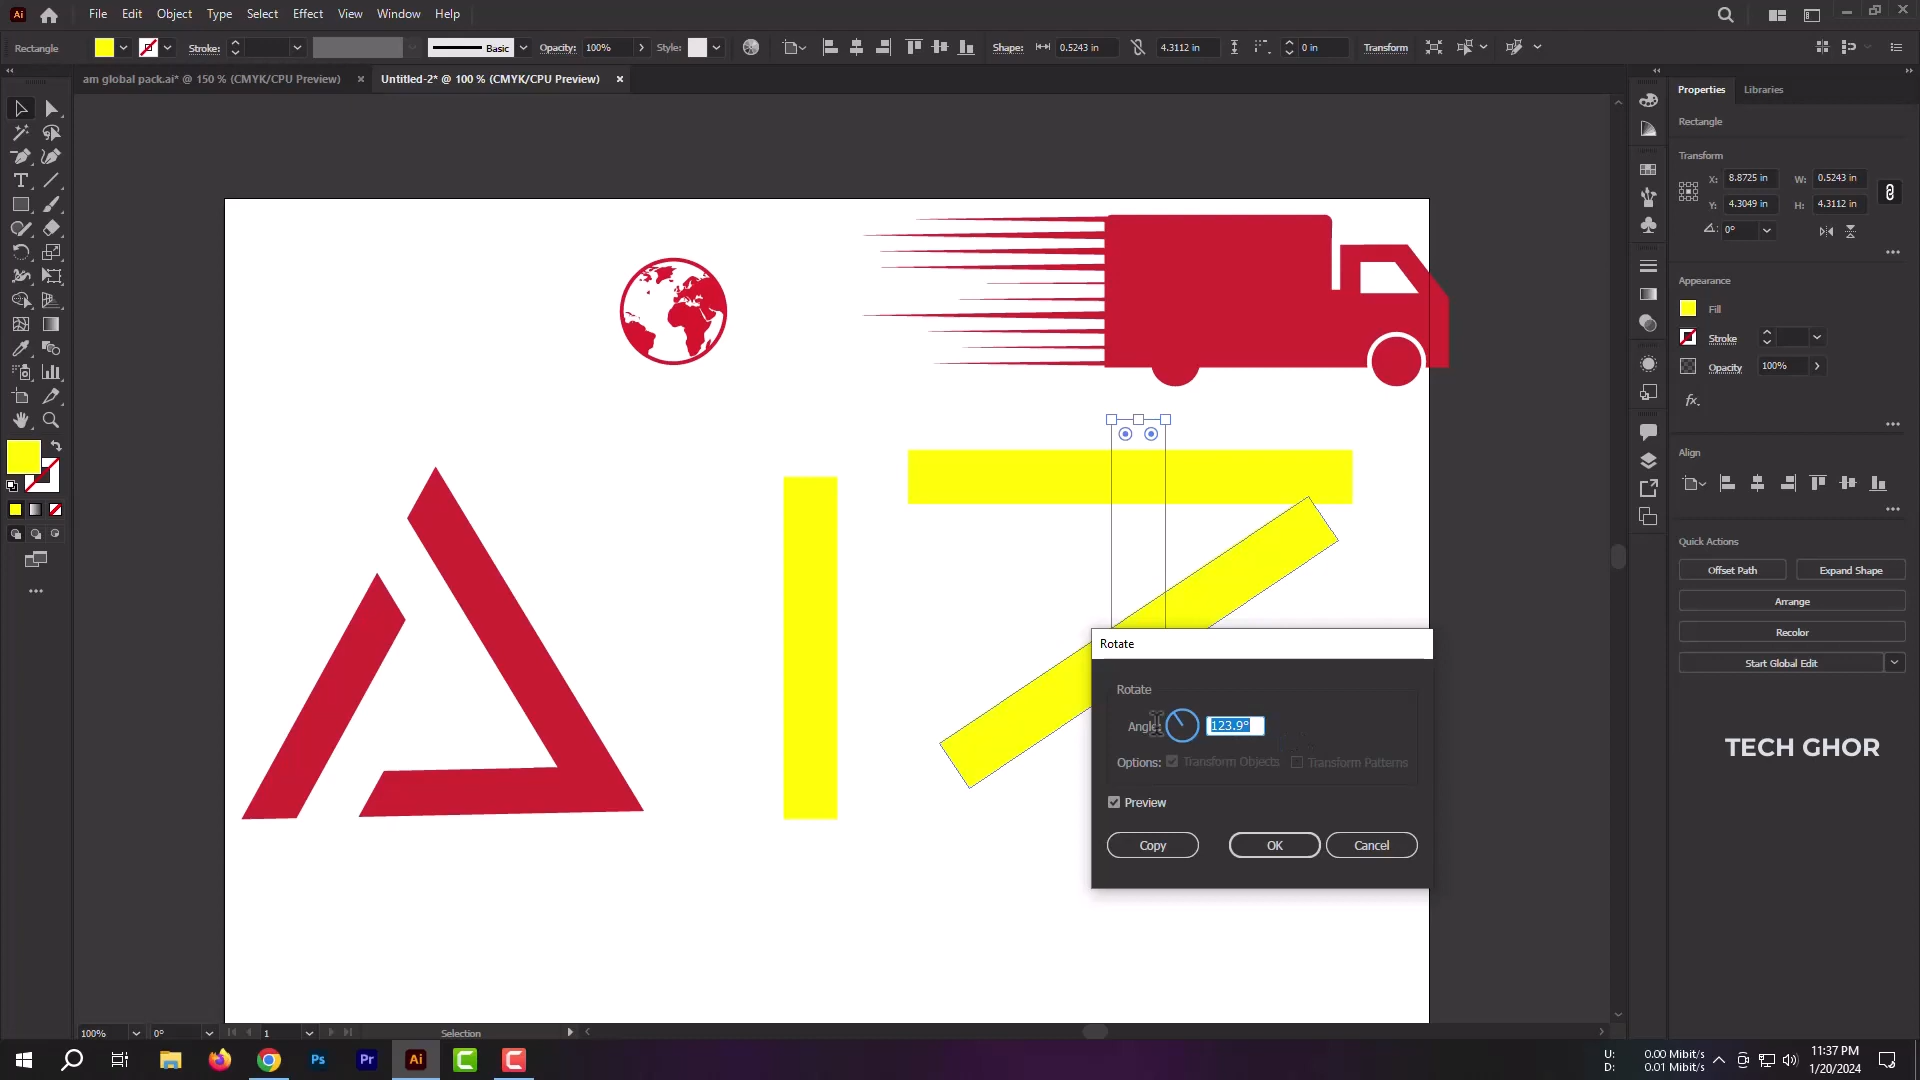 Ai File Edit Object Type Select Effect View Window Help
Rectangle Stroke: Basic Opacity: 100% Style: Shape: 0.5243 in 4.3112 in 0 in Transform
am global pack.ai* @ 150 % (CMYK/CPU Preview) × Untitled-2* @ 100 % (CMYK/CPU Preview) ×
Properties Libraries
Rectangle
Transform
X: 8.8725 in W: 0.5243 in
Y: 4.3049 in H: 4.3112 in
0°
Appearance
Fill
Stroke
Opacity 100%
fx.
Align
Quick Actions
Offset Path Expand Shape
Arrange
Recolor
Start Global Edit
Rotate
Rotate
Angle: 123.9°
Options: Transform Objects Transform Patterns
Preview
Copy OK Cancel
TECH GHOR
100% 0° 1 Selection
Ps Pr Ai
U: 0.00 Mibit/s
D: 0.01 Mibit/s
11:37 PM
1/20/2024